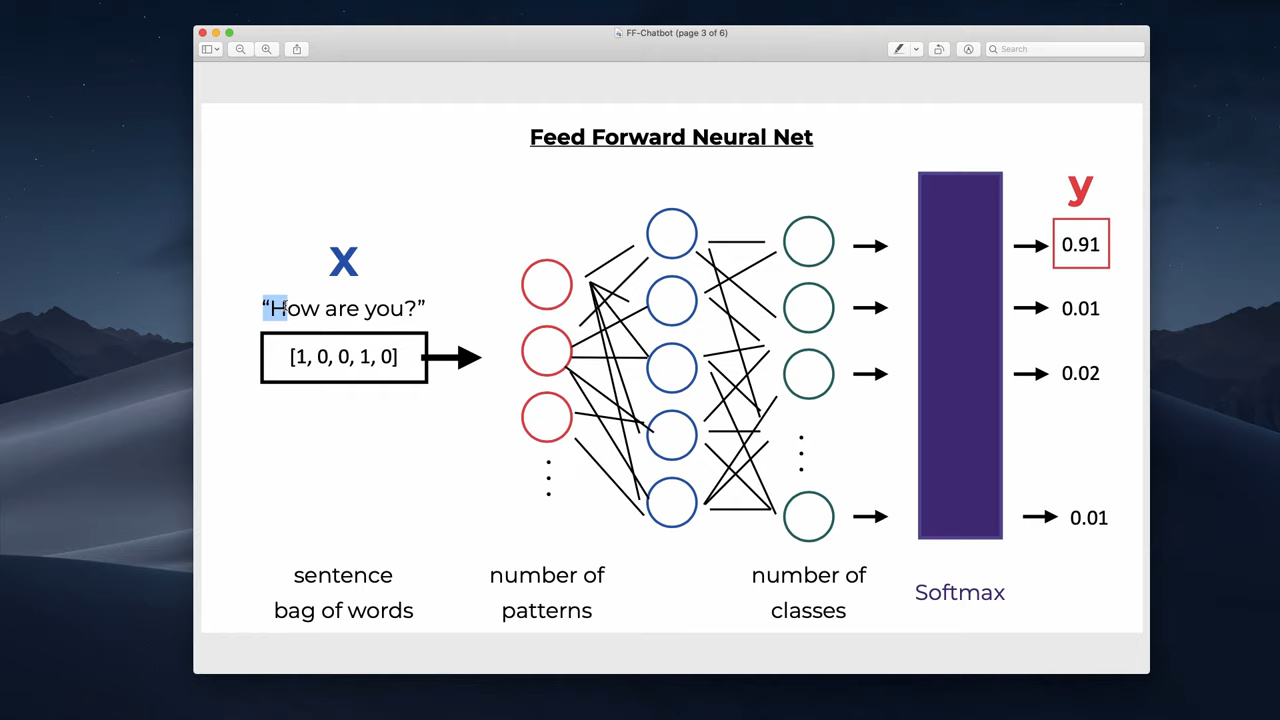 FF-Chatbot (page 3 of 6)
Search
Feed Forward Neural Net
X
“How are you?”
[1, 0, 0, 1, 0]
y
0.91
0.01
0.02
0.01
sentence
bag of words
number of
patterns
number of
classes
Softmax